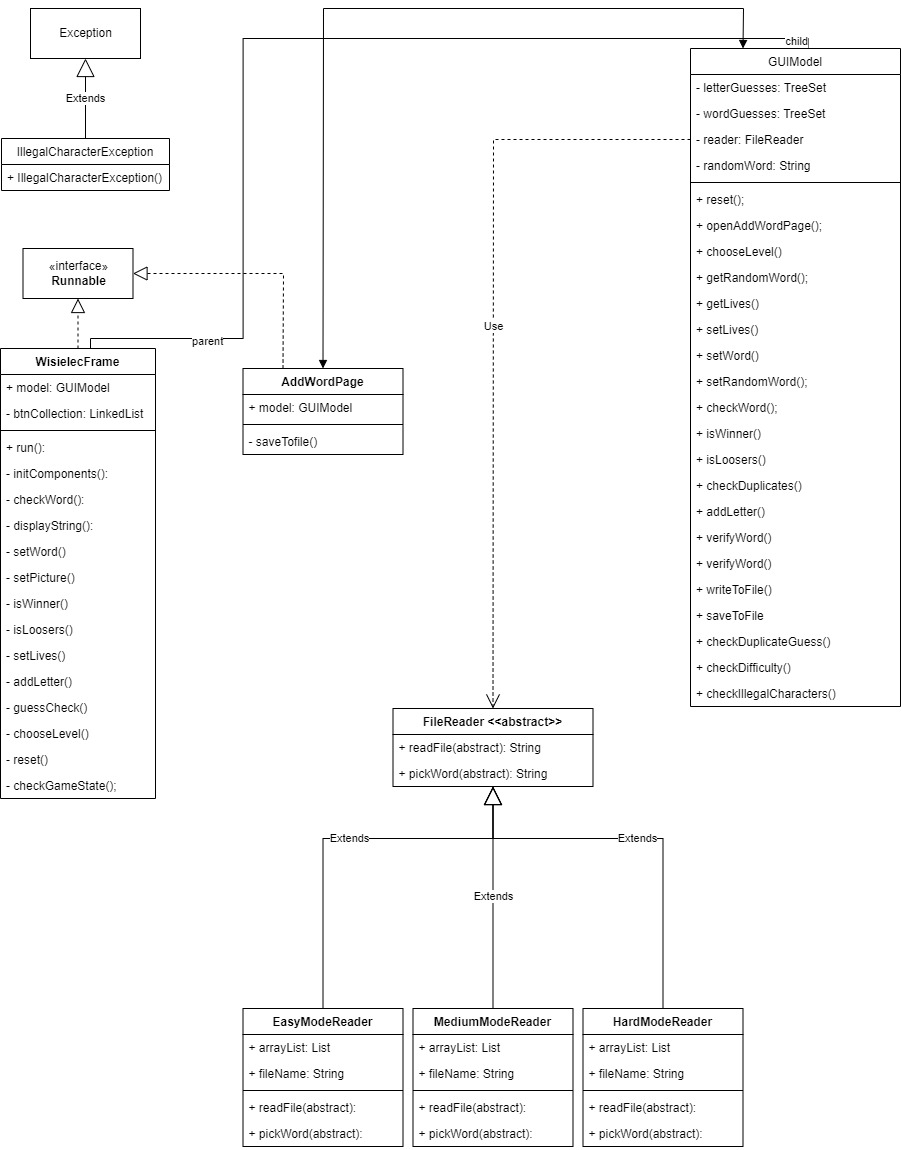 Exception
Extends
IllegalCharacterException
+ IllegalCharacterException()
child
GUIModel
- letterGuesses: TreeSet
- wordGuesses: TreeSet
- reader: FileReader
- randomWord: String
+ reset();
+ openAddWordPage();
+ chooseLevel()
+ getRandomWord();
+ getLives()
+ setLives()
+ setWord()
+ setRandomWord();
+ checkWord();
+ isWinner()
+ isLoosers()
+ checkDuplicates()
+ addLetter()
+ verifyWord()
+ verifyWord()
+ writeToFile()
+ saveToFile
+ checkDuplicateGuess()
+ checkDifficulty()
+ checkIllegalCharacters()
«interface»
Runnable
parent
Use
WisielecFrame
+ model: GUIModel
- btnCollection: LinkedList
+ run():
- initComponents():
- checkWord():
- displayString():
- setWord()
- setPicture()
- isWinner()
- isLoosers()
- setLives()
- addLetter()
- guessCheck()
- chooseLevel()
- reset()
- checkGameState();
AddWordPage
+ model: GUIModel
- saveTofile()
FileReader <<abstract>>
+ readFile(abstract): String
+ pickWord(abstract): String
Extends
Extends
Extends
EasyModeReader
+ arrayList: List
+ fileName: String
+ readFile(abstract):
+ pickWord(abstract):
MediumModeReader
+ arrayList: List
+ fileName: String
+ readFile(abstract):
+ pickWord(abstract):
HardModeReader
+ arrayList: List
+ fileName: String
+ readFile(abstract):
+ pickWord(abstract):